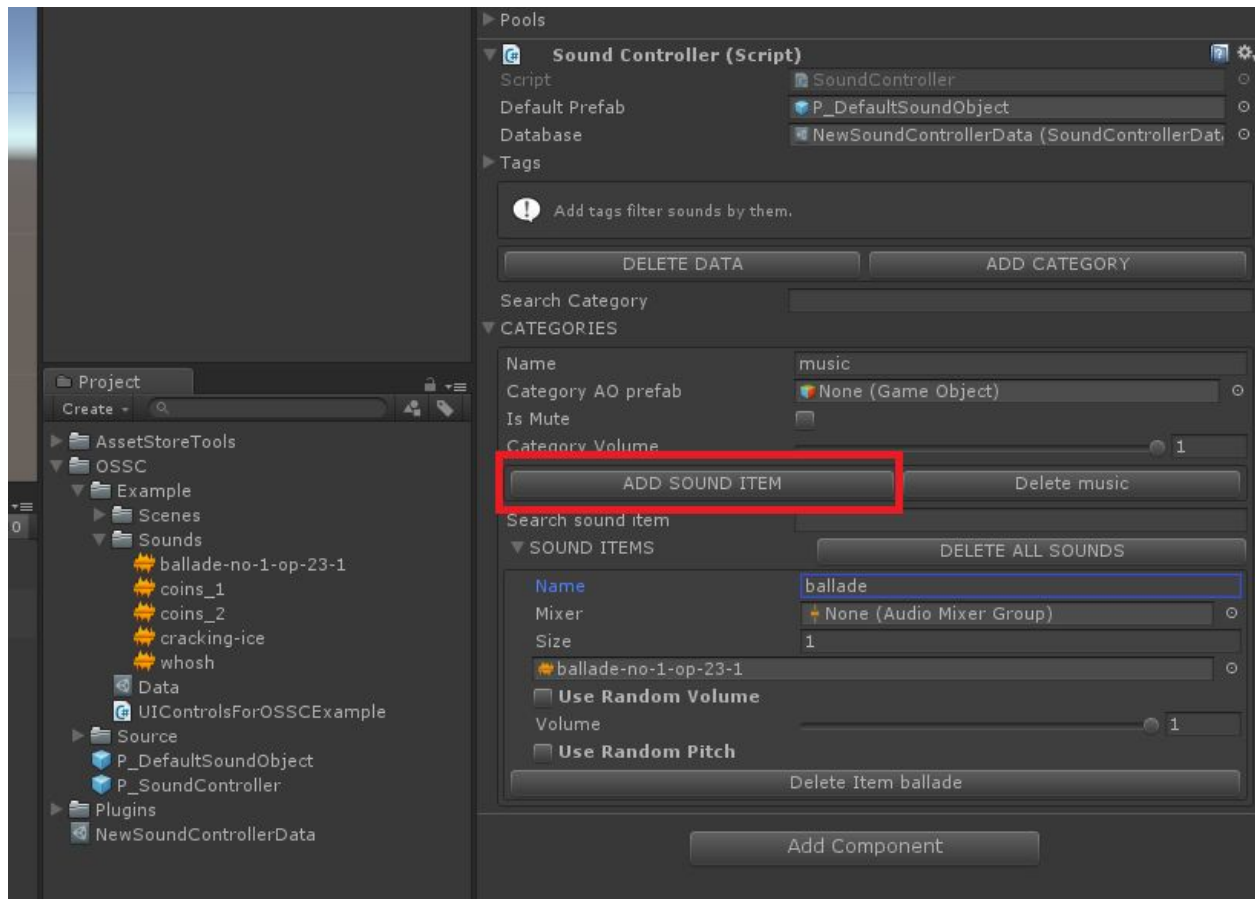 Pools
Sound Controller (Script)
Script SoundController
Default Prefab P_DefaultSoundObject
Database NewSoundControllerData (SoundControllerDat
Tags
Add tags filter sounds by them.
DELETE DATA ADD CATEGORY
Search Category
CATEGORIES
Name music
Category AO prefab None (Game Object)
Is Mute
Category Volume 1
ADD SOUND ITEM Delete music
Search sound item
SOUND ITEMS DELETE ALL SOUNDS
Name ballade
Mixer None (Audio Mixer Group)
Size 1
ballade-no-1-op-23-1
Use Random Volume
Volume 1
Use Random Pitch
Delete Item ballade
Add Component
Project
Create
AssetStoreTools
OSSC
Example
Scenes
0
Sounds
ballade-no-1-op-23-1
coins_1
coins_2
cracking-ice
whosh
Data
UIControlsForOSSCExample
Source
P_DefaultSoundObject
P_SoundController
Plugins
NewSoundControllerData